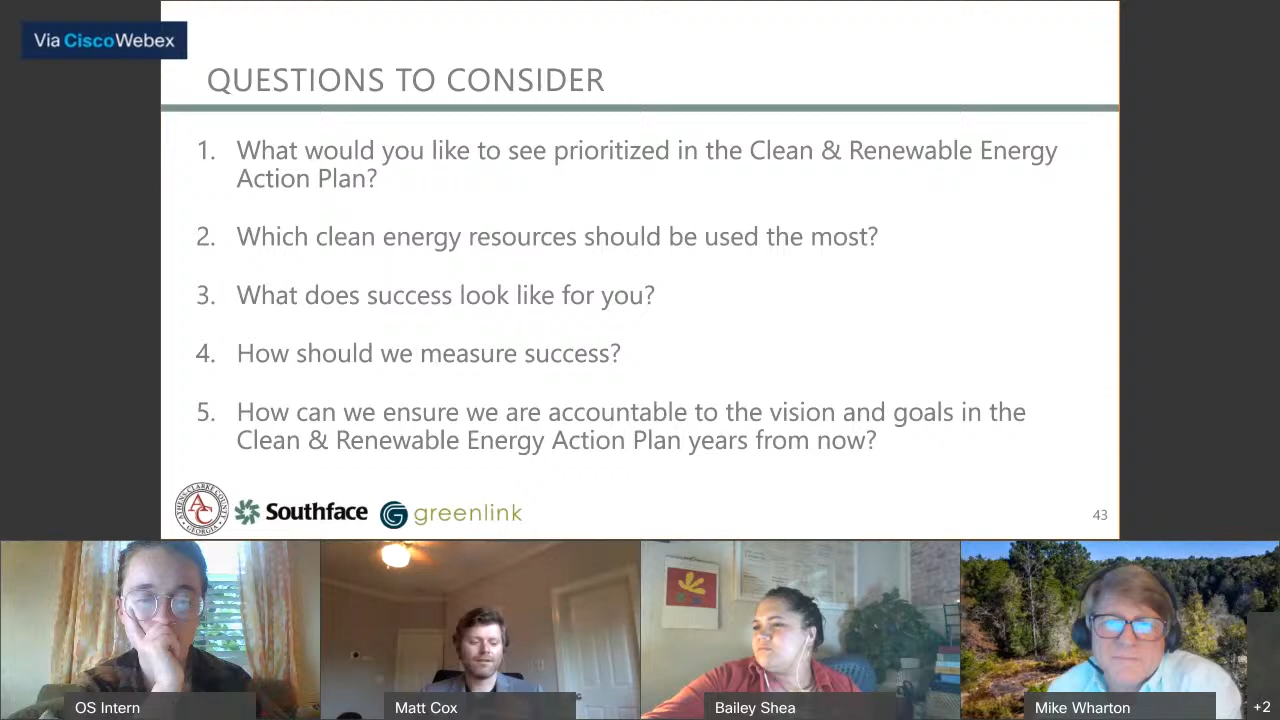 Via CiscoWebex
QUESTIONS TO CONSIDER
1. What would you like to see prioritized in the Clean & Renewable Energy
Action Plan?
2. Which clean energy resources should be used the most?
3. What does success look like for you?
4. How should we measure success?
5. How can we ensure we are accountable to the vision and goals in the
Clean & Renewable Energy Action Plan years from now?
ATHENS CLARKE COUNTY
GEORGIA
Southface
greenlink
43
OS Intern
Matt Cox
Bailey Shea
Mike Wharton
+2